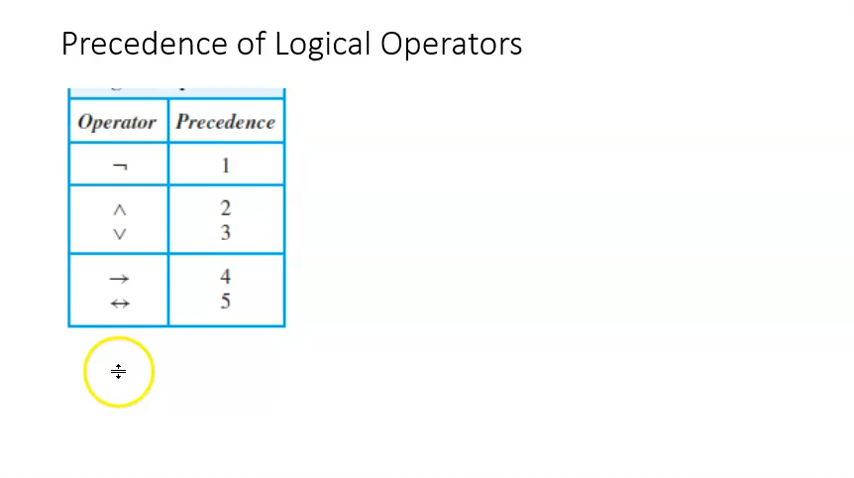 Precedence of Logical Operators
Operator Precedence
¬ 1
∧ 2
∨ 3
→ 4
↔ 5